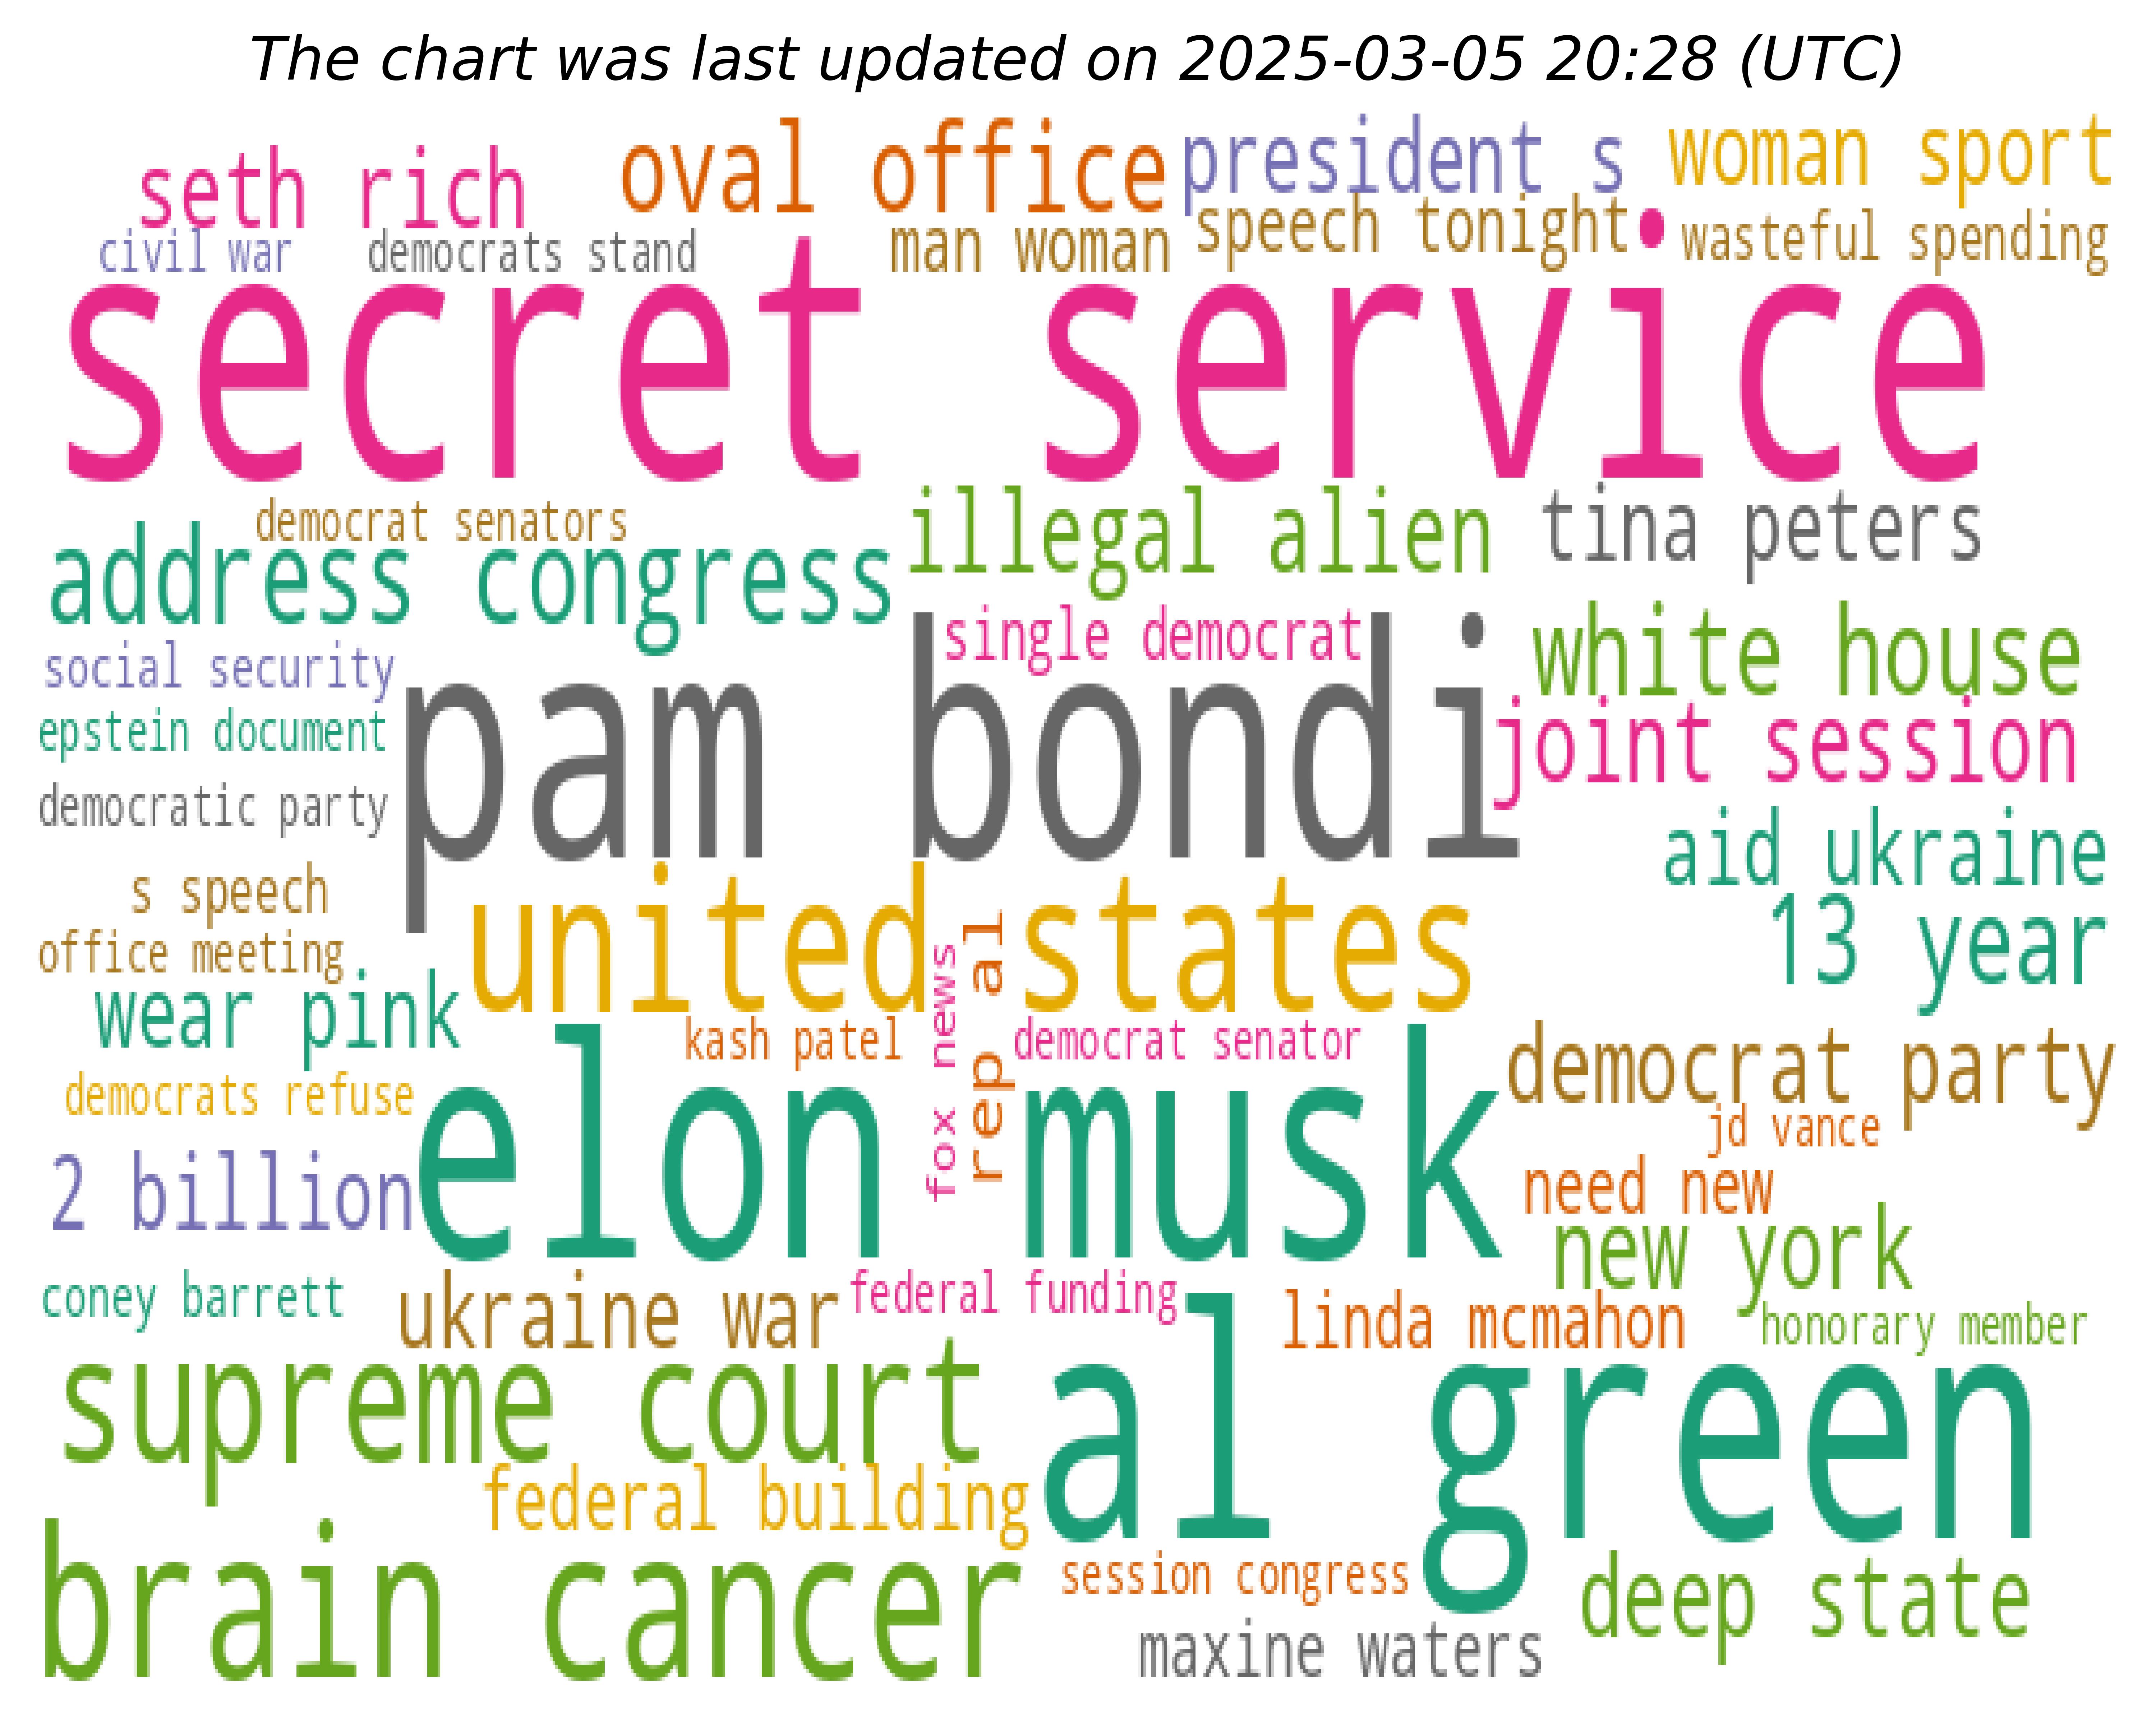 The chart was last updated on 2025-03-05 20:28 (UTC)
seth rich
oval office
president s
woman sport
civil war
democrats stand
man woman
speech tonight
wasteful spending
secret service
democrat senators
address congress
illegal alien
tina peters
social security
single democrat
white house
epstein document
pam bondi
joint session
democratic party
aid ukraine
s speech
united states
13 year
office meeting
wear pink
fox news
rep al
kash patel
democrat senator
democrat party
democrats refuse
elon musk
jd vance
2 billion
need new
new york
coney barrett
ukraine war
federal funding
linda mcmahon
honorary member
supreme court
al green
federal building
brain cancer
session congress
deep state
maxine waters